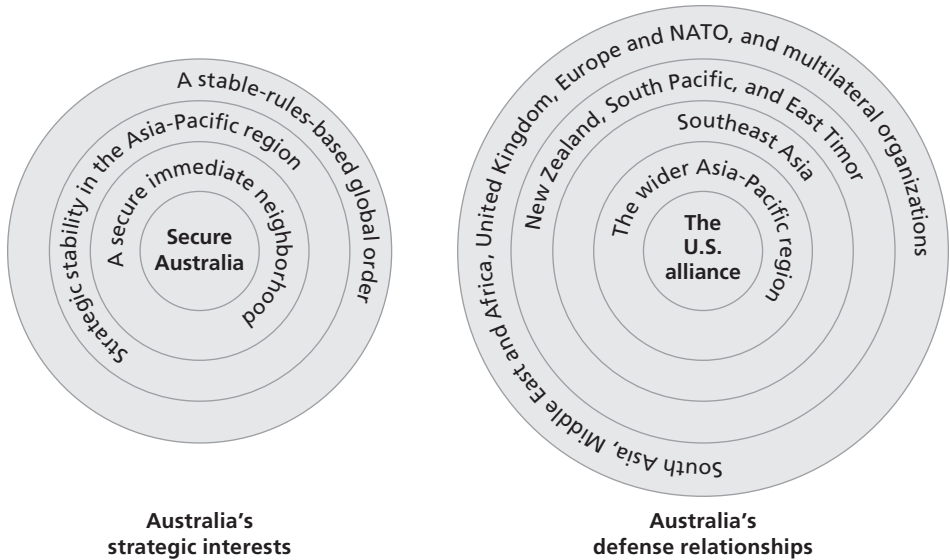 A stable-rules-based global order
Strategic stability in the Asia-Pacific region
A secure immediate neighborhood
Secure
Australia
Australia's
strategic interests
South Asia, Middle East and Africa, United Kingdom, Europe and NATO, and multilateral organizations
New Zealand, South Pacific, and East Timor
Southeast Asia
The wider Asia-Pacific region
The
U.S.
alliance
Australia's
defense relationships